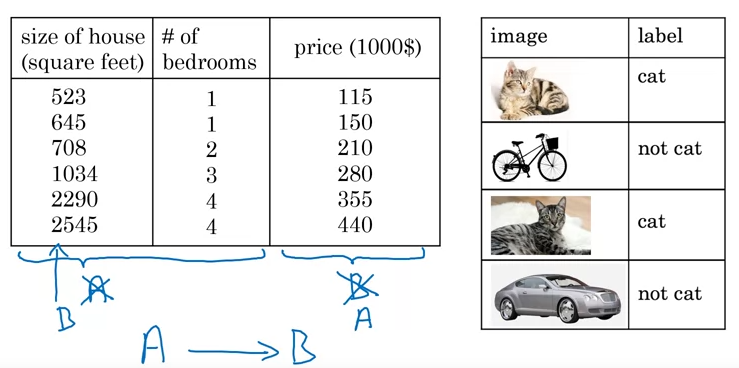 size of house # of price (1000$)
(square feet) bedrooms
523 1 115
645 1 150
708 2 210
1034 3 280
2290 4 355
2545 4 440
A B
B A
A → B
image label
cat
not cat
cat
not cat